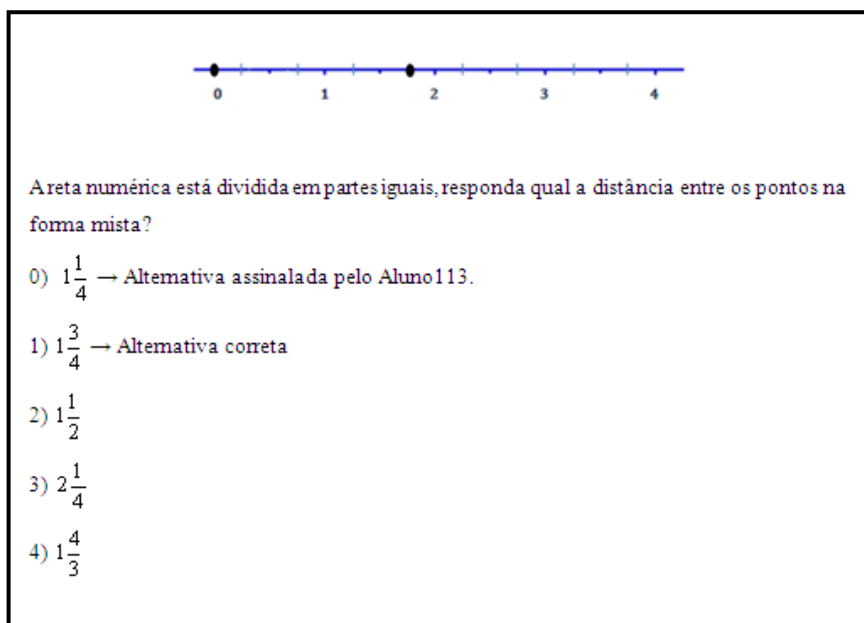 0 1 2 3 4
A reta numérica está dividida em partes iguais, responda qual a distância entre os pontos na
forma mista?
0) 1 1/4 → Alternativa assinalada pelo Aluno113.
1) 1 3/4 → Alternativa correta
2) 1 1/2
3) 2 1/4
4) 1 4/3